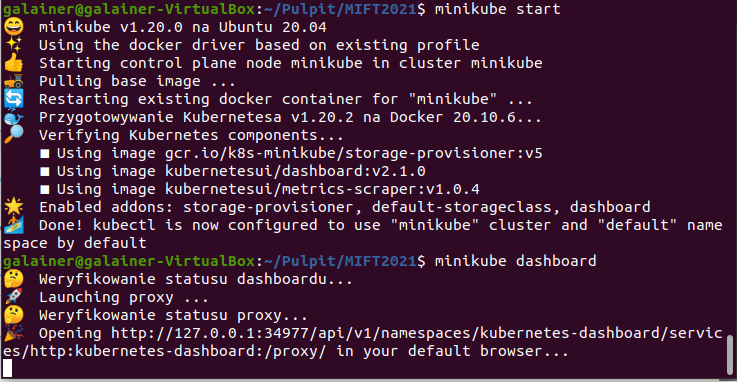 galainer@galainer-VirtualBox:~/Pulpit/MIFT2021$ minikube start
😄  minikube v1.20.0 na Ubuntu 20.04
✨  Using the docker driver based on existing profile
👍  Starting control plane node minikube in cluster minikube
🚜  Pulling base image ...
🔄  Restarting existing docker container for "minikube" ...
🐳  Przygotowywanie Kubernetesa v1.20.2 na Docker 20.10.6...
🔎  Verifying Kubernetes components...
    ▪ Using image gcr.io/k8s-minikube/storage-provisioner:v5
    ▪ Using image kubernetesui/dashboard:v2.1.0
    ▪ Using image kubernetesui/metrics-scraper:v1.0.4
🌟  Enabled addons: storage-provisioner, default-storageclass, dashboard
🏄  Done! kubectl is now configured to use "minikube" cluster and "default" name
space by default
galainer@galainer-VirtualBox:~/Pulpit/MIFT2021$ minikube dashboard
🤔  Weryfikowanie statusu dashboardu...
🚀  Launching proxy ...
🤔  Weryfikowanie statusu proxy...
🎉  Opening http://127.0.0.1:34977/api/v1/namespaces/kubernetes-dashboard/servic
es/http:kubernetes-dashboard:/proxy/ in your default browser...